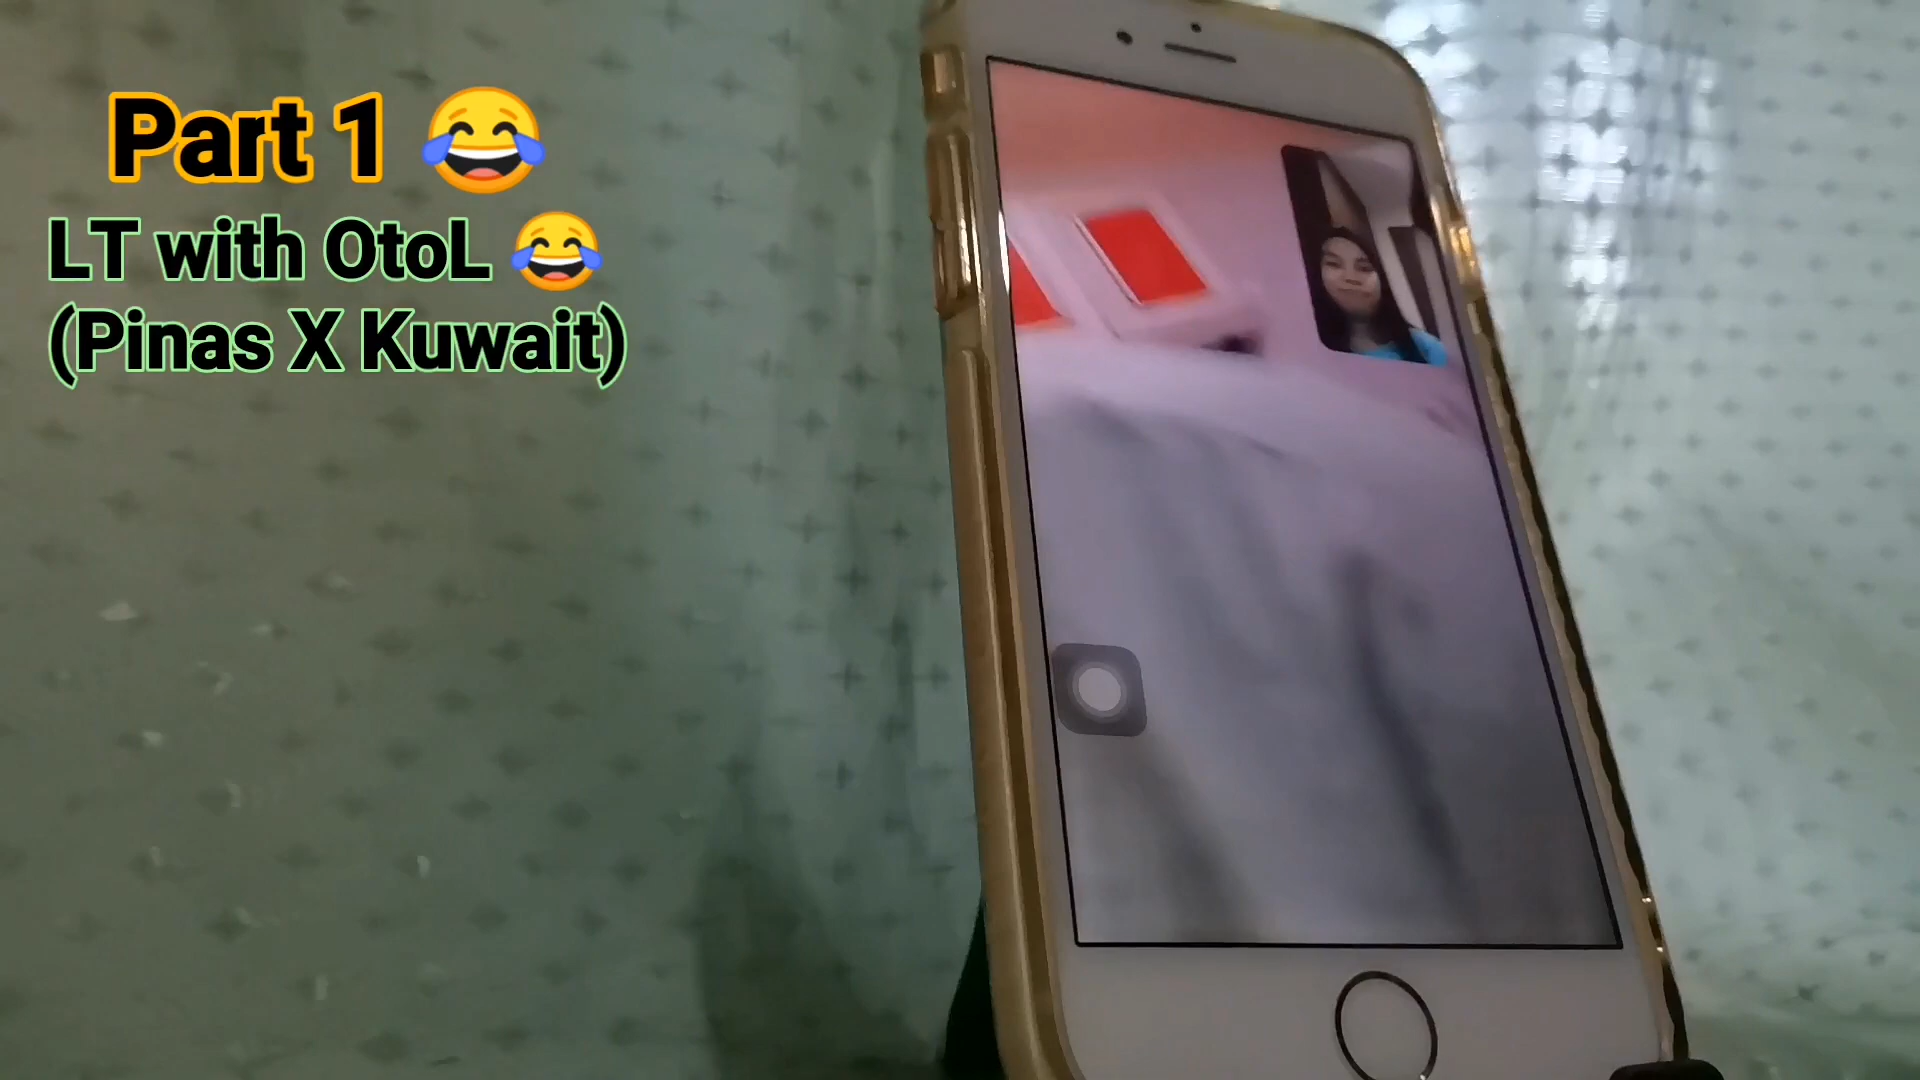 Part 1 😂
LT with OtoL 😂
(Pinas X Kuwait)